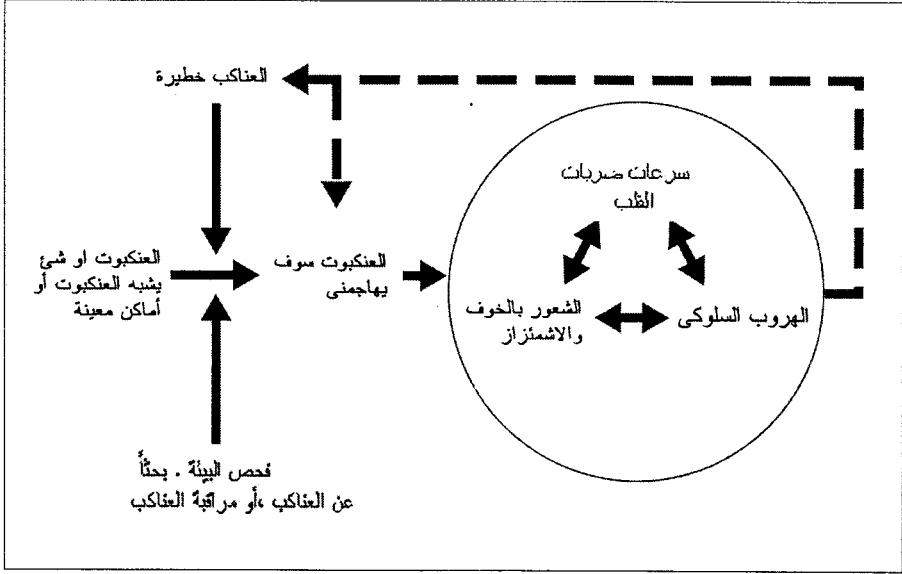 العناكب خطيرة
سرعات ضربات
القلب
العنكبوت او شئ
يشبه العنكبوت أو
أماكن معينة
العنكبوت سوف
يهاجمنى
الشعور بالخوف
والاشمئزاز
الهروب السلوكى
فحص البيئة . بحثاً
عن العناكب ،أو مراقبة العناكب